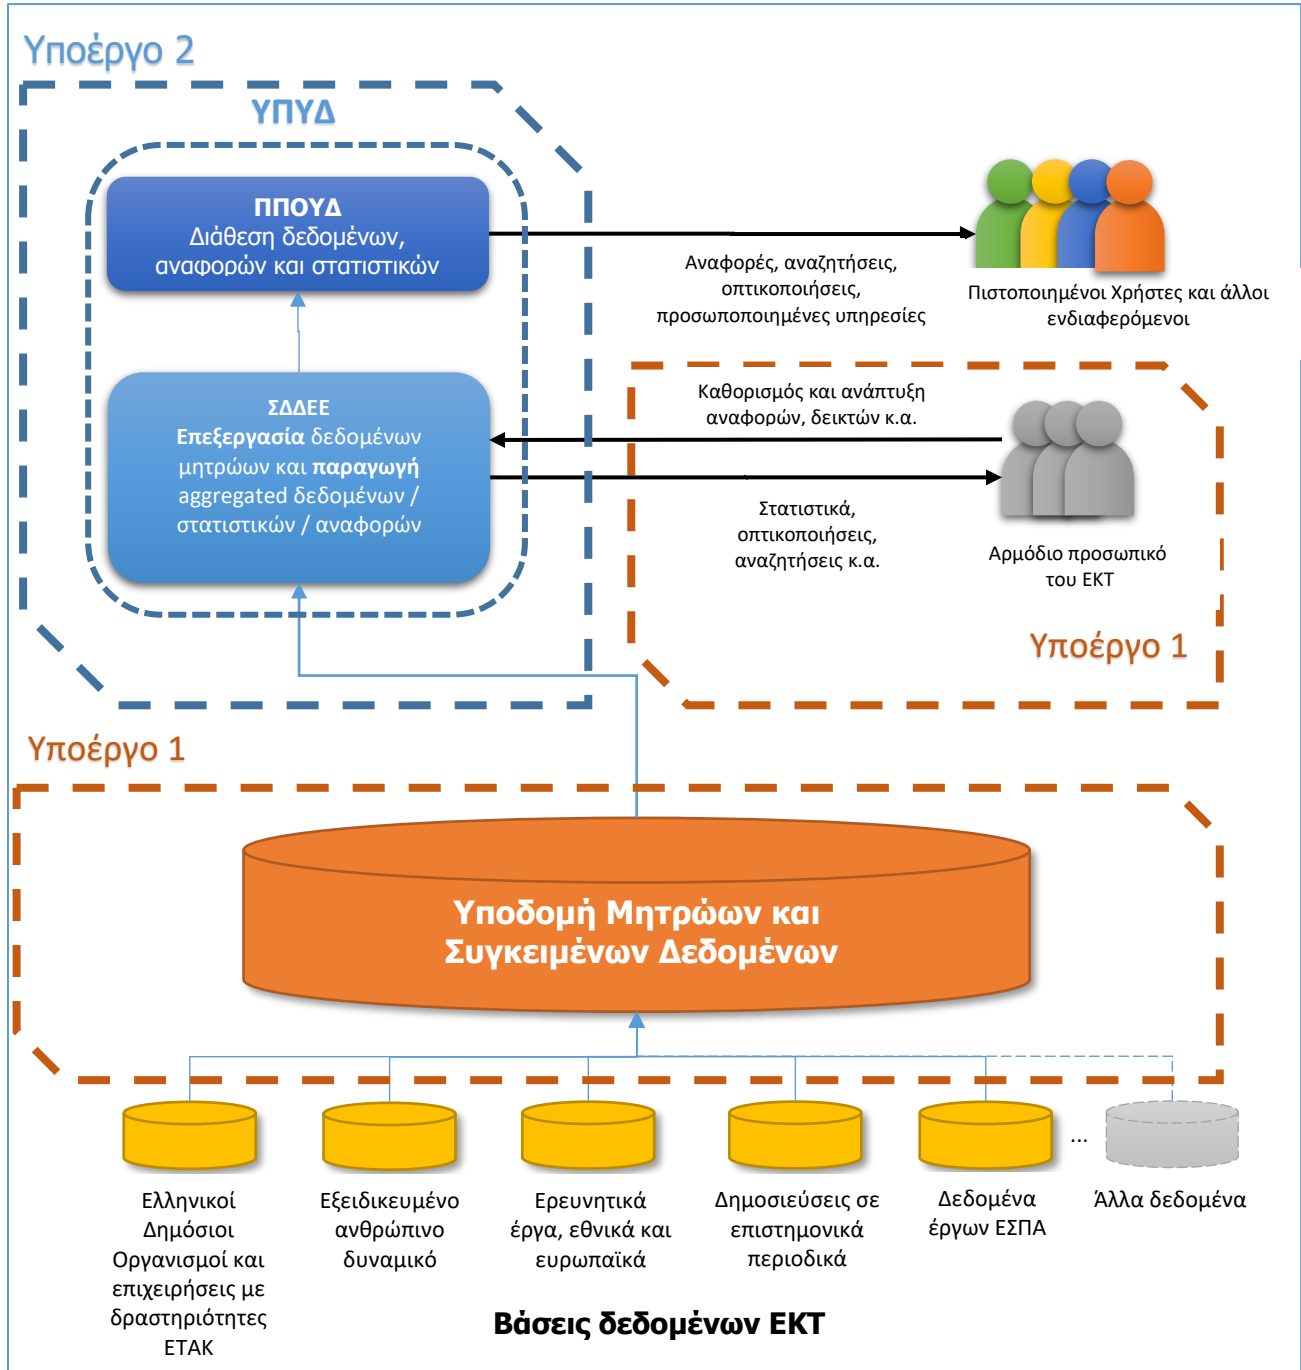 Υποέργο 2
ΥΠΥΔ
ΠΠΟΥΔ
Διάθεση δεδομένων,
αναφορών και στατιστικών
Αναφορές, αναζητήσεις,
οπτικοποιήσεις,
προσωποποιημένες υπηρεσίες
Πιστοποιημένοι Χρήστες και άλλοι
ενδιαφερόμενοι
ΣΔΔΕΕ
Επεξεργασία δεδομένων
μητρώων και παραγωγή
aggregated δεδομένων /
στατιστικών / αναφορών
Καθορισμός και ανάπτυξη
αναφορών, δεικτών κ.α.
Στατιστικά,
οπτικοποιήσεις,
αναζητήσεις κ.α.
Αρμόδιο προσωπικό
του ΕΚΤ
Υποέργο 1
Υποέργο 1
Υποδομή Μητρώων και
Συγκειμένων Δεδομένων
...
Ελληνικοί
Δημόσιοι
Οργανισμοί και
επιχειρήσεις με
δραστηριότητες
ΕΤΑΚ
Εξειδικευμένο
ανθρώπινο
δυναμικό
Ερευνητικά
έργα, εθνικά και
ευρωπαϊκά
Δημοσιεύσεις σε
επιστημονικά
περιοδικά
Δεδομένα
έργων ΕΣΠΑ
Άλλα δεδομένα
Βάσεις δεδομένων ΕΚΤ